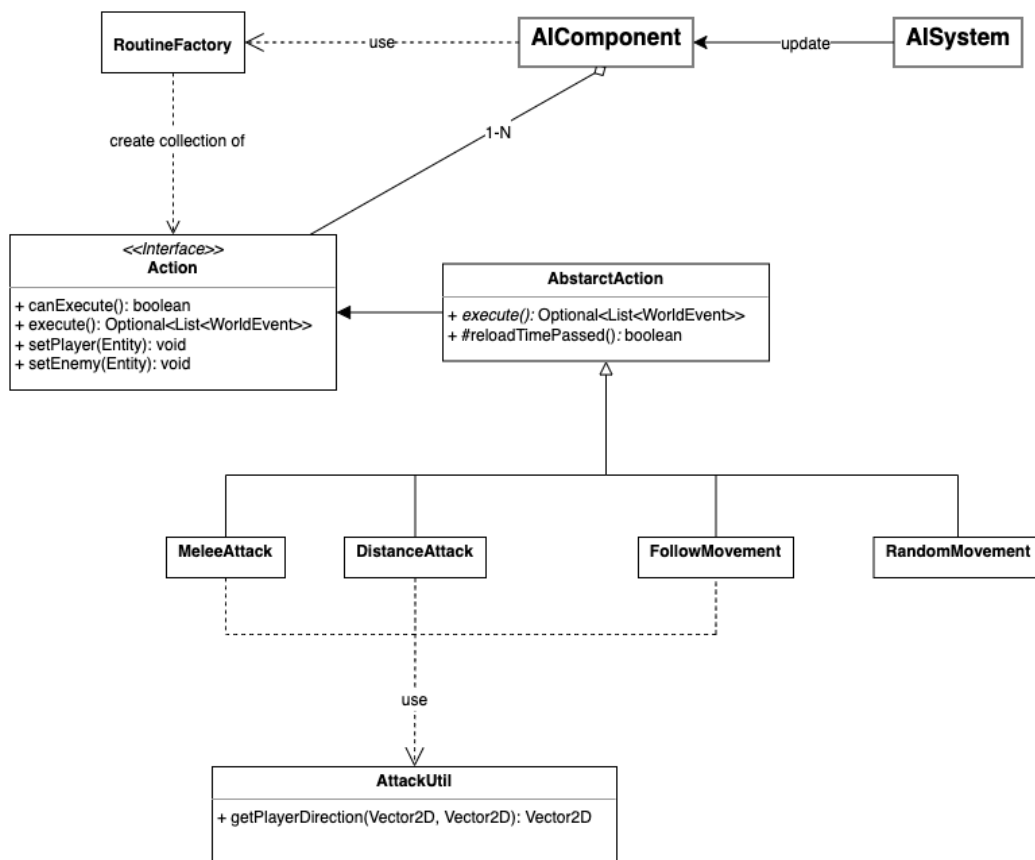 RoutineFactory
use
AIComponent
update
AISystem
create collection of
1-N
<<Interface>>
Action
+ canExecute(): boolean
+ execute(): Optional<List<WorldEvent>>
+ setPlayer(Entity): void
+ setEnemy(Entity): void
AbstarctAction
+ execute(): Optional<List<WorldEvent>>
+ #reloadTimePassed(): boolean
MeleeAttack
DistanceAttack
FollowMovement
RandomMovement
use
AttackUtil
+ getPlayerDirection(Vector2D, Vector2D): Vector2D